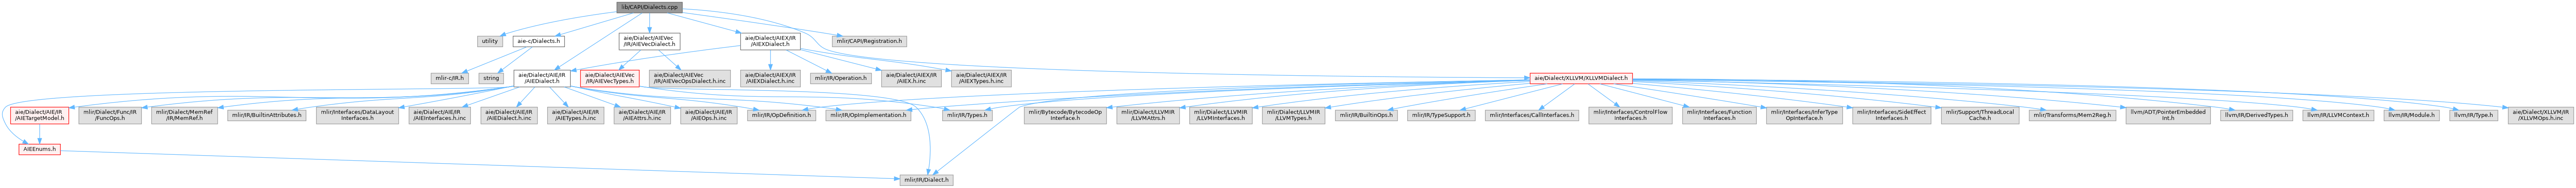 lib/CAPI/Dialects.cpp
utility
aie-c/Dialects.h
aie/Dialect/AIEVec
/IR/AIEVecDialect.h
aie/Dialect/AIEX/IR
/AIEXDialect.h
mlir/CAPI/Registration.h
mlir-c/IR.h
string
aie/Dialect/AIE/IR
/AIEDialect.h
aie/Dialect/AIEVec
/IR/AIEVecTypes.h
aie/Dialect/AIEVec
/IR/AIEVecOpsDialect.h.inc
aie/Dialect/AIEX/IR
/AIEXDialect.h.inc
mlir/IR/Operation.h
aie/Dialect/AIEX/IR
/AIEX.h.inc
aie/Dialect/AIEX/IR
/AIEXTypes.h.inc
aie/Dialect/XLLVM/XLLVMDialect.h
aie/Dialect/AIE/IR
/AIETargetModel.h
mlir/Dialect/Func/IR
/FuncOps.h
mlir/Dialect/MemRef
/IR/MemRef.h
mlir/IR/BuiltinAttributes.h
mlir/Interfaces/DataLayout
Interfaces.h
aie/Dialect/AIE/IR
/AIEInterfaces.h.inc
aie/Dialect/AIE/IR
/AIEDialect.h.inc
aie/Dialect/AIE/IR
/AIETypes.h.inc
aie/Dialect/AIE/IR
/AIEAttrs.h.inc
aie/Dialect/AIE/IR
/AIEOps.h.inc
mlir/IR/OpDefinition.h
mlir/IR/OpImplementation.h
mlir/IR/Types.h
mlir/Bytecode/BytecodeOp
Interface.h
mlir/Dialect/LLVMIR
/LLVMAttrs.h
mlir/Dialect/LLVMIR
/LLVMInterfaces.h
mlir/Dialect/LLVMIR
/LLVMTypes.h
mlir/IR/BuiltinOps.h
mlir/IR/TypeSupport.h
mlir/Interfaces/CallInterfaces.h
mlir/Interfaces/ControlFlow
Interfaces.h
mlir/Interfaces/Function
Interfaces.h
mlir/Interfaces/InferType
OpInterface.h
mlir/Interfaces/SideEffect
Interfaces.h
mlir/Support/ThreadLocal
Cache.h
mlir/Transforms/Mem2Reg.h
llvm/ADT/PointerEmbedded
Int.h
llvm/IR/DerivedTypes.h
llvm/IR/LLVMContext.h
llvm/IR/Module.h
llvm/IR/Type.h
aie/Dialect/XLLVM/IR
/XLLVMOps.h.inc
AIEEnums.h
mlir/IR/Dialect.h